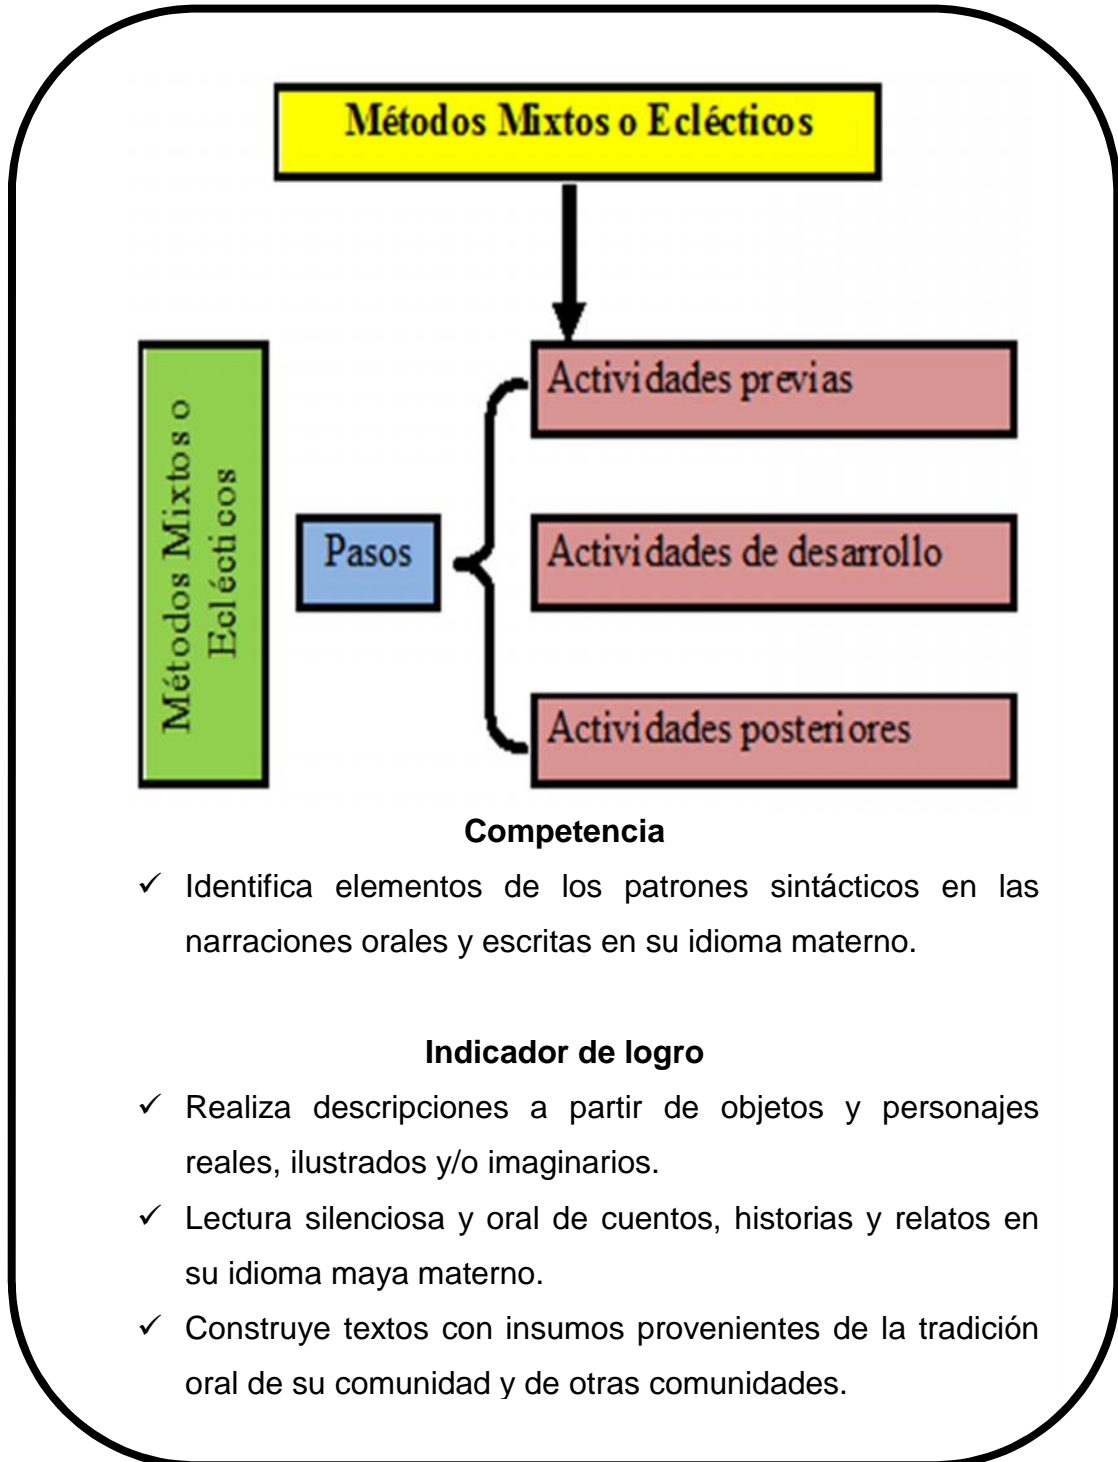 Métodos Mixtos o Eclécticos
Métodos Mixtos o
Eclécticos
Pasos
Actividades previas
Actividades de desarrollo
Actividades posteriores
Competencia
✓ Identifica elementos de los patrones sintácticos en las
narraciones orales y escritas en su idioma materno.
Indicador de logro
✓ Realiza descripciones a partir de objetos y personajes
reales, ilustrados y/o imaginarios.
✓ Lectura silenciosa y oral de cuentos, historias y relatos en
su idioma maya materno.
✓ Construye textos con insumos provenientes de la tradición
oral de su comunidad y de otras comunidades.